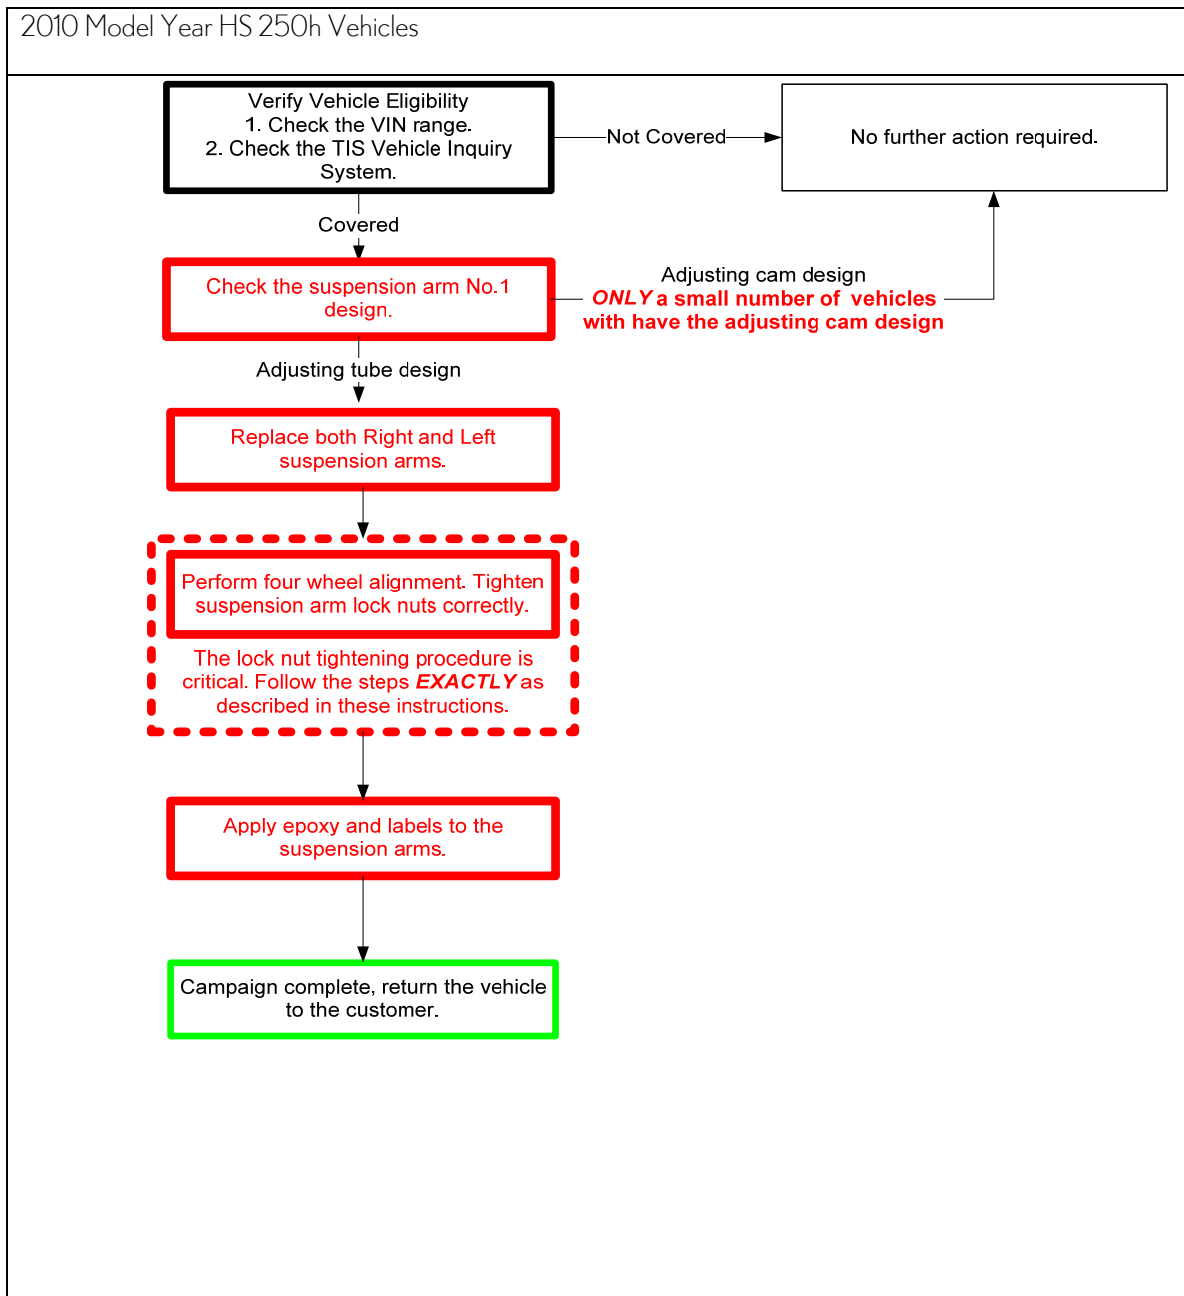 2010 Model Year HS 250h Vehicles
Verify Vehicle Eligibility
1. Check the VIN range.
2. Check the TIS Vehicle Inquiry
System.
Not Covered
No further action required.
Covered
Check the suspension arm No.1
design.
Adjusting cam design
ONLY a small number of vehicles
with have the adjusting cam design
Adjusting tube design
Replace both Right and Left
suspension arms.
Perform four wheel alignment. Tighten
suspension arm lock nuts correctly.
The lock nut tightening procedure is
critical. Follow the steps EXACTLY as
described in these instructions.
Apply epoxy and labels to the
suspension arms.
Campaign complete, return the vehicle
to the customer.